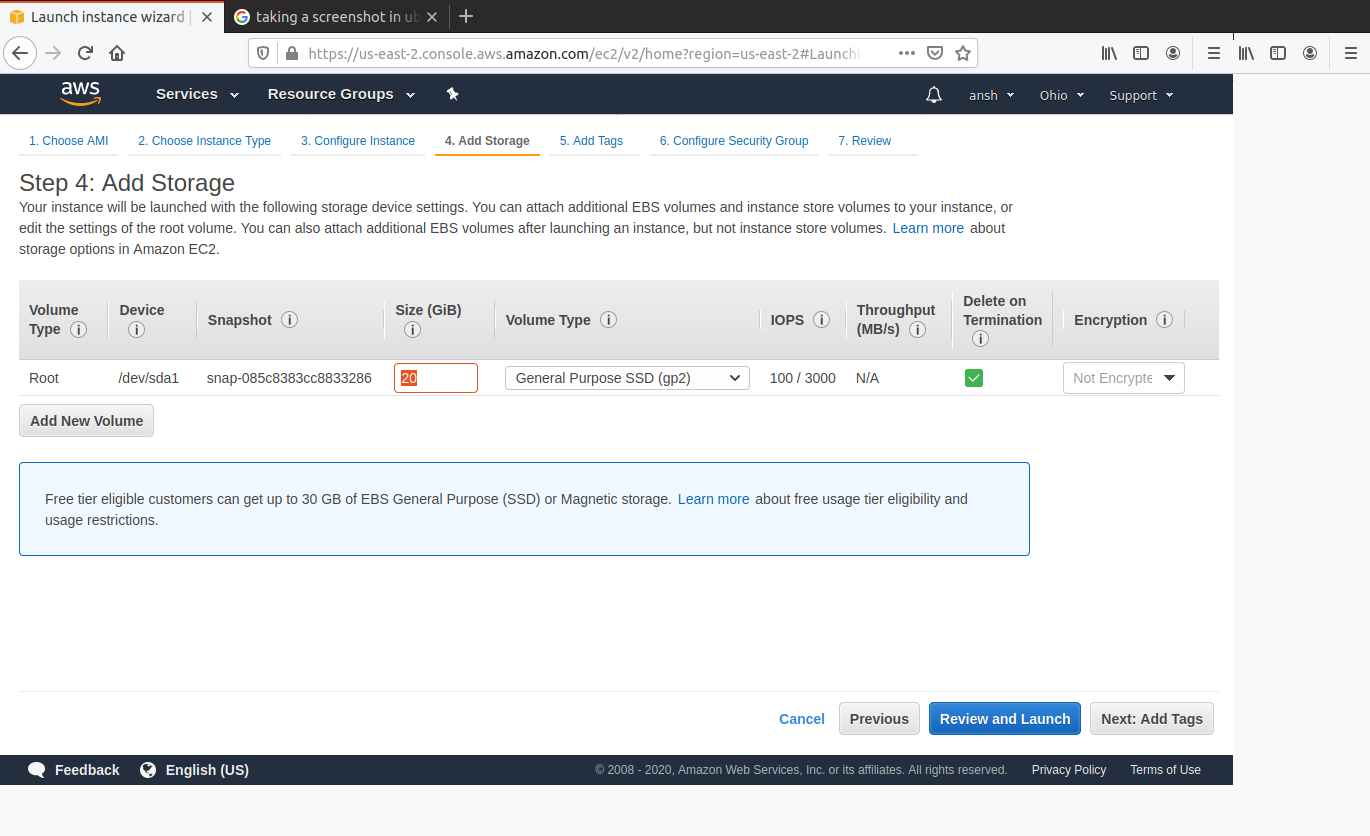 Launch instance wizard
taking a screenshot in ub
https://us-east-2.console.aws.amazon.com/ec2/v2/home?region=us-east-2#Launch
aws Services Resource Groups ansh Ohio Support
1. Choose AMI 2. Choose Instance Type 3. Configure Instance 4. Add Storage 5. Add Tags 6. Configure Security Group 7. Review
Step 4: Add Storage
Your instance will be launched with the following storage device settings. You can attach additional EBS volumes and instance store volumes to your instance, or
edit the settings of the root volume. You can also attach additional EBS volumes after launching an instance, but not instance store volumes. Learn more about
storage options in Amazon EC2.
Volume Type Device Snapshot Size (GiB) Volume Type IOPS Throughput (MB/s) Delete on Termination Encryption
Root /dev/sda1 snap-085c8383cc8833286 20 General Purpose SSD (gp2) 100 / 3000 N/A Not Encrypte
Add New Volume
Free tier eligible customers can get up to 30 GB of EBS General Purpose (SSD) or Magnetic storage. Learn more about free usage tier eligibility and
usage restrictions.
Cancel Previous Review and Launch Next: Add Tags
Feedback English (US) © 2008 - 2020, Amazon Web Services, Inc. or its affiliates. All rights reserved. Privacy Policy Terms of Use